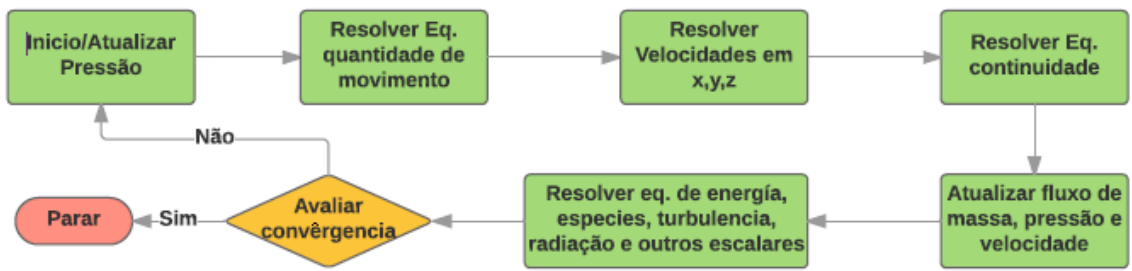 Inicio/Atualizar
Pressão
Resolver Eq.
quantidade de
movimento
Resolver
Velocidades em
x,y,z
Resolver Eq.
continuidade
Atualizar fluxo de
massa, pressão e
velocidade
Resolver eq. de energía,
especies, turbulencia,
radiação e outros escalares
Avaliar
convêrgencia
Não
Sim
Parar